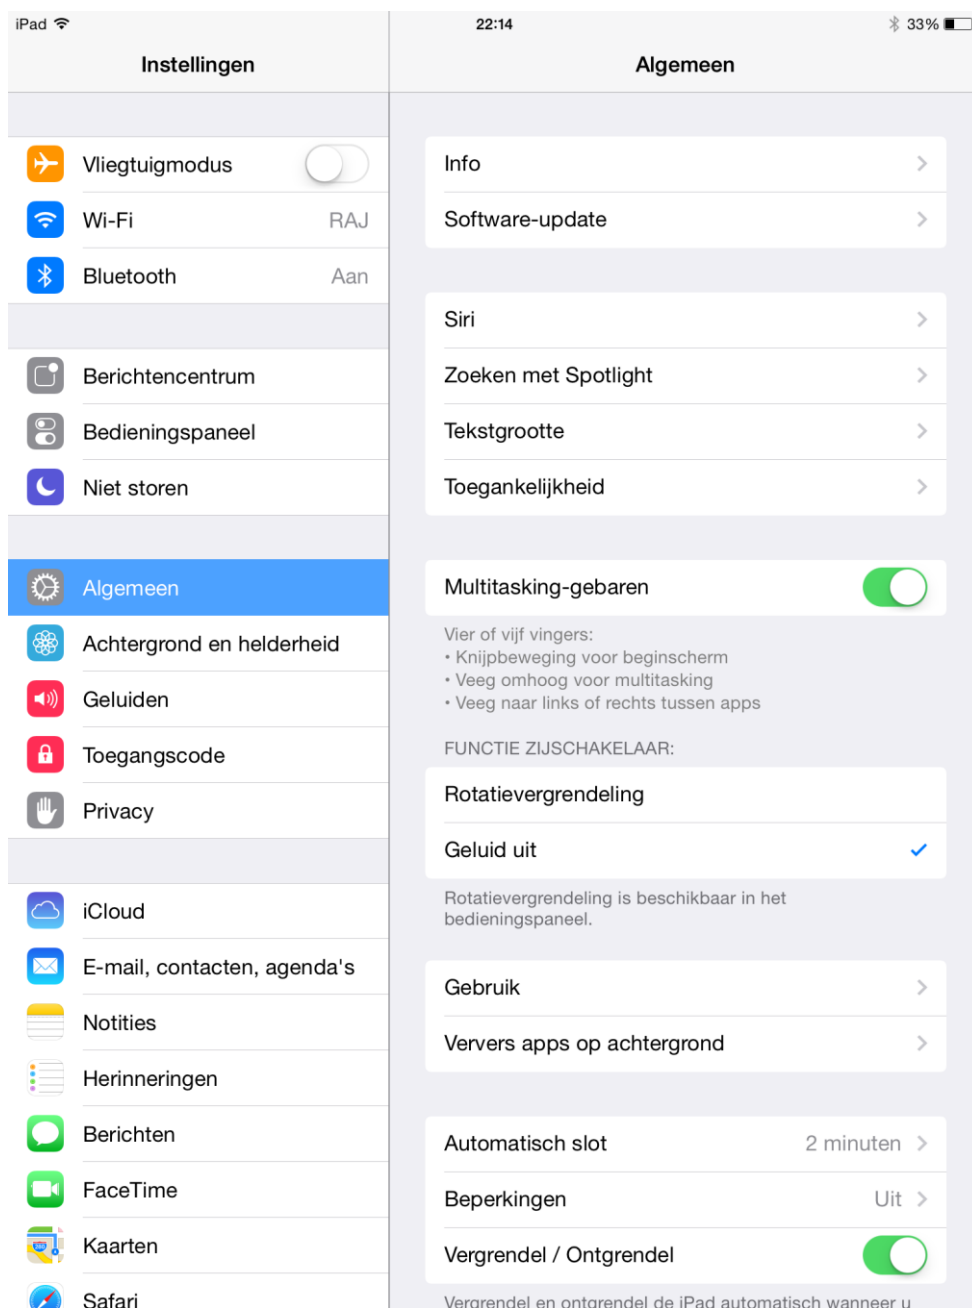 iPad 22:14 33%
Instellingen
Vliegtuigmodus
Wi-Fi RAJ
Bluetooth Aan
Berichtencentrum
Bedieningspaneel
Niet storen
Algemeen
Achtergrond en helderheid
Geluiden
Toegangscode
Privacy
iCloud
E-mail, contacten, agenda's
Notities
Herinneringen
Berichten
FaceTime
Kaarten
Safari
Algemeen
Info
Software-update
Siri
Zoeken met Spotlight
Tekstgrootte
Toegankelijkheid
Multitasking-gebaren
Vier of vijf vingers:
• Knijpbeweging voor beginscherm
• Veeg omhoog voor multitasking
• Veeg naar links of rechts tussen apps
FUNCTIE ZIJSCHAKELAAR:
Rotatievergrendeling
Geluid uit
Rotatievergrendeling is beschikbaar in het
bedieningspaneel.
Gebruik
Ververs apps op achtergrond
Automatisch slot 2 minuten
Beperkingen Uit
Vergrendel / Ontgrendel
Vergrendel en ontgrendel de iPad automatisch wanneer u